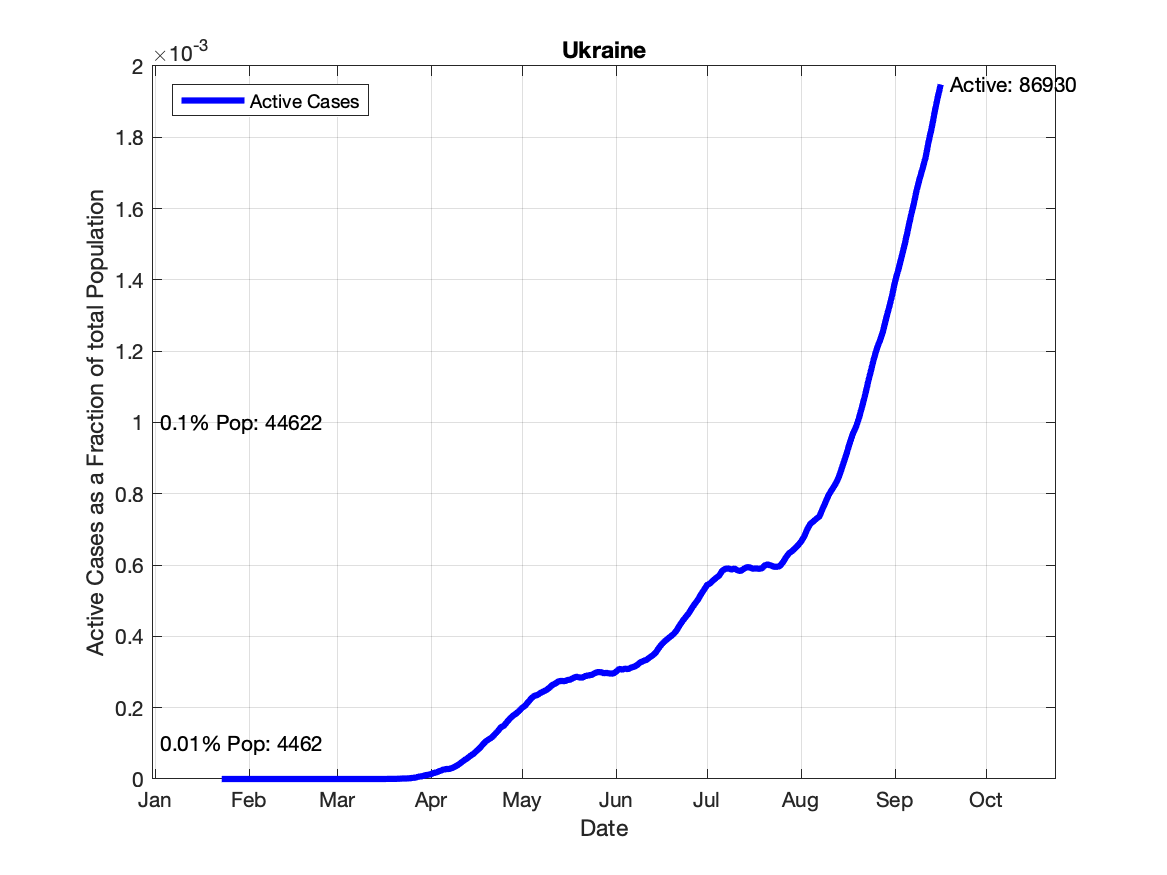 Ukraine
×10-3
2
1.8
1.6
1.4
1.2
1
0.8
0.6
0.4
0.2
0
Active Cases as a Fraction of total Population
Active Cases
Active: 86930
0.1% Pop: 44622
0.01% Pop: 4462
Jan Feb Mar Apr May Jun Jul Aug Sep Oct
Date